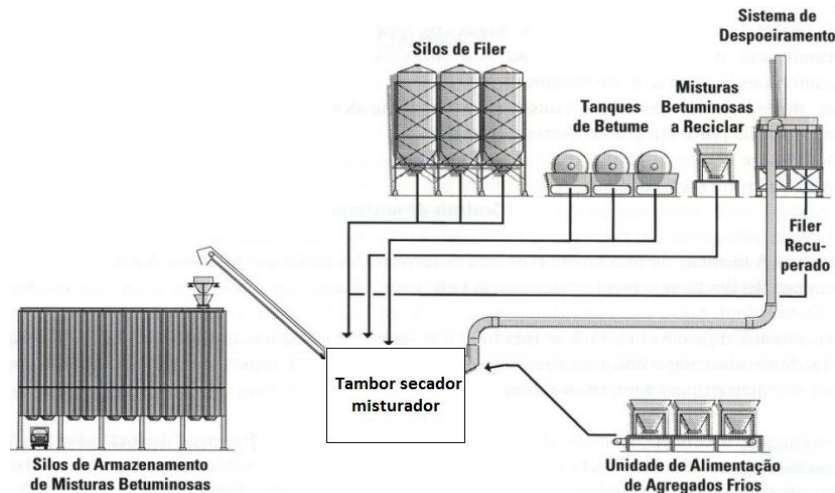 Sistema de
Despoeiramento
Silos de Filer
Tanques
de Betume
Misturas
Betuminosas
a Reciclar
Filer
Recu-
perado
Tambor secador
misturador
Silos de Armazenamento
de Misturas Betuminosas
Unidade de Alimentação
de Agregados Frios